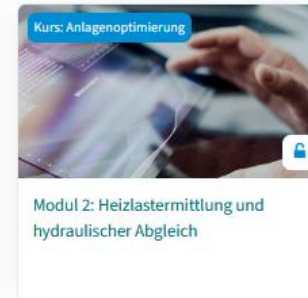 Kurs: Anlagenoptimierung
Modul 2: Heizlastermittlung und
hydraulischer Abgleich